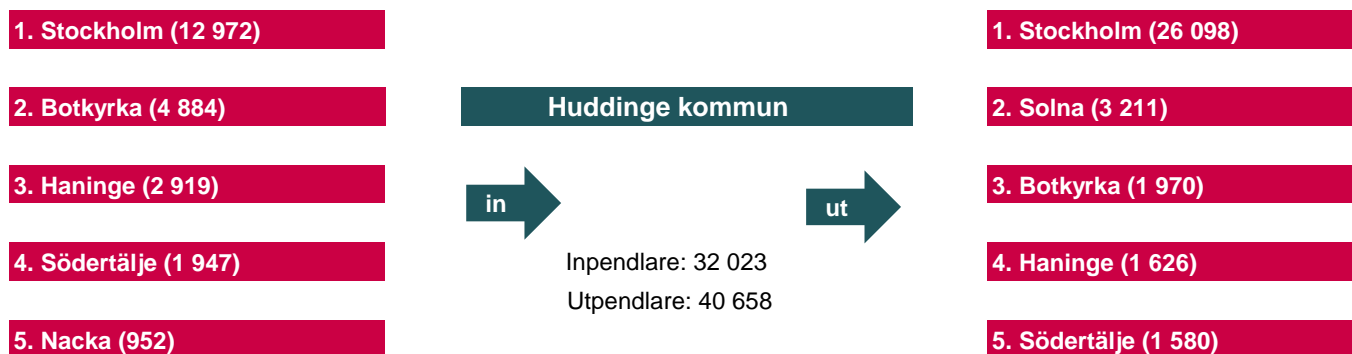 1. Stockholm (12 972)
2. Botkyrka (4 884)
3. Haninge (2 919)
4. Södertälje (1 947)
5. Nacka (952)
Huddinge kommun
in
ut
Inpendlare: 32 023
Utpendlare: 40 658
1. Stockholm (26 098)
2. Solna (3 211)
3. Botkyrka (1 970)
4. Haninge (1 626)
5. Södertälje (1 580)